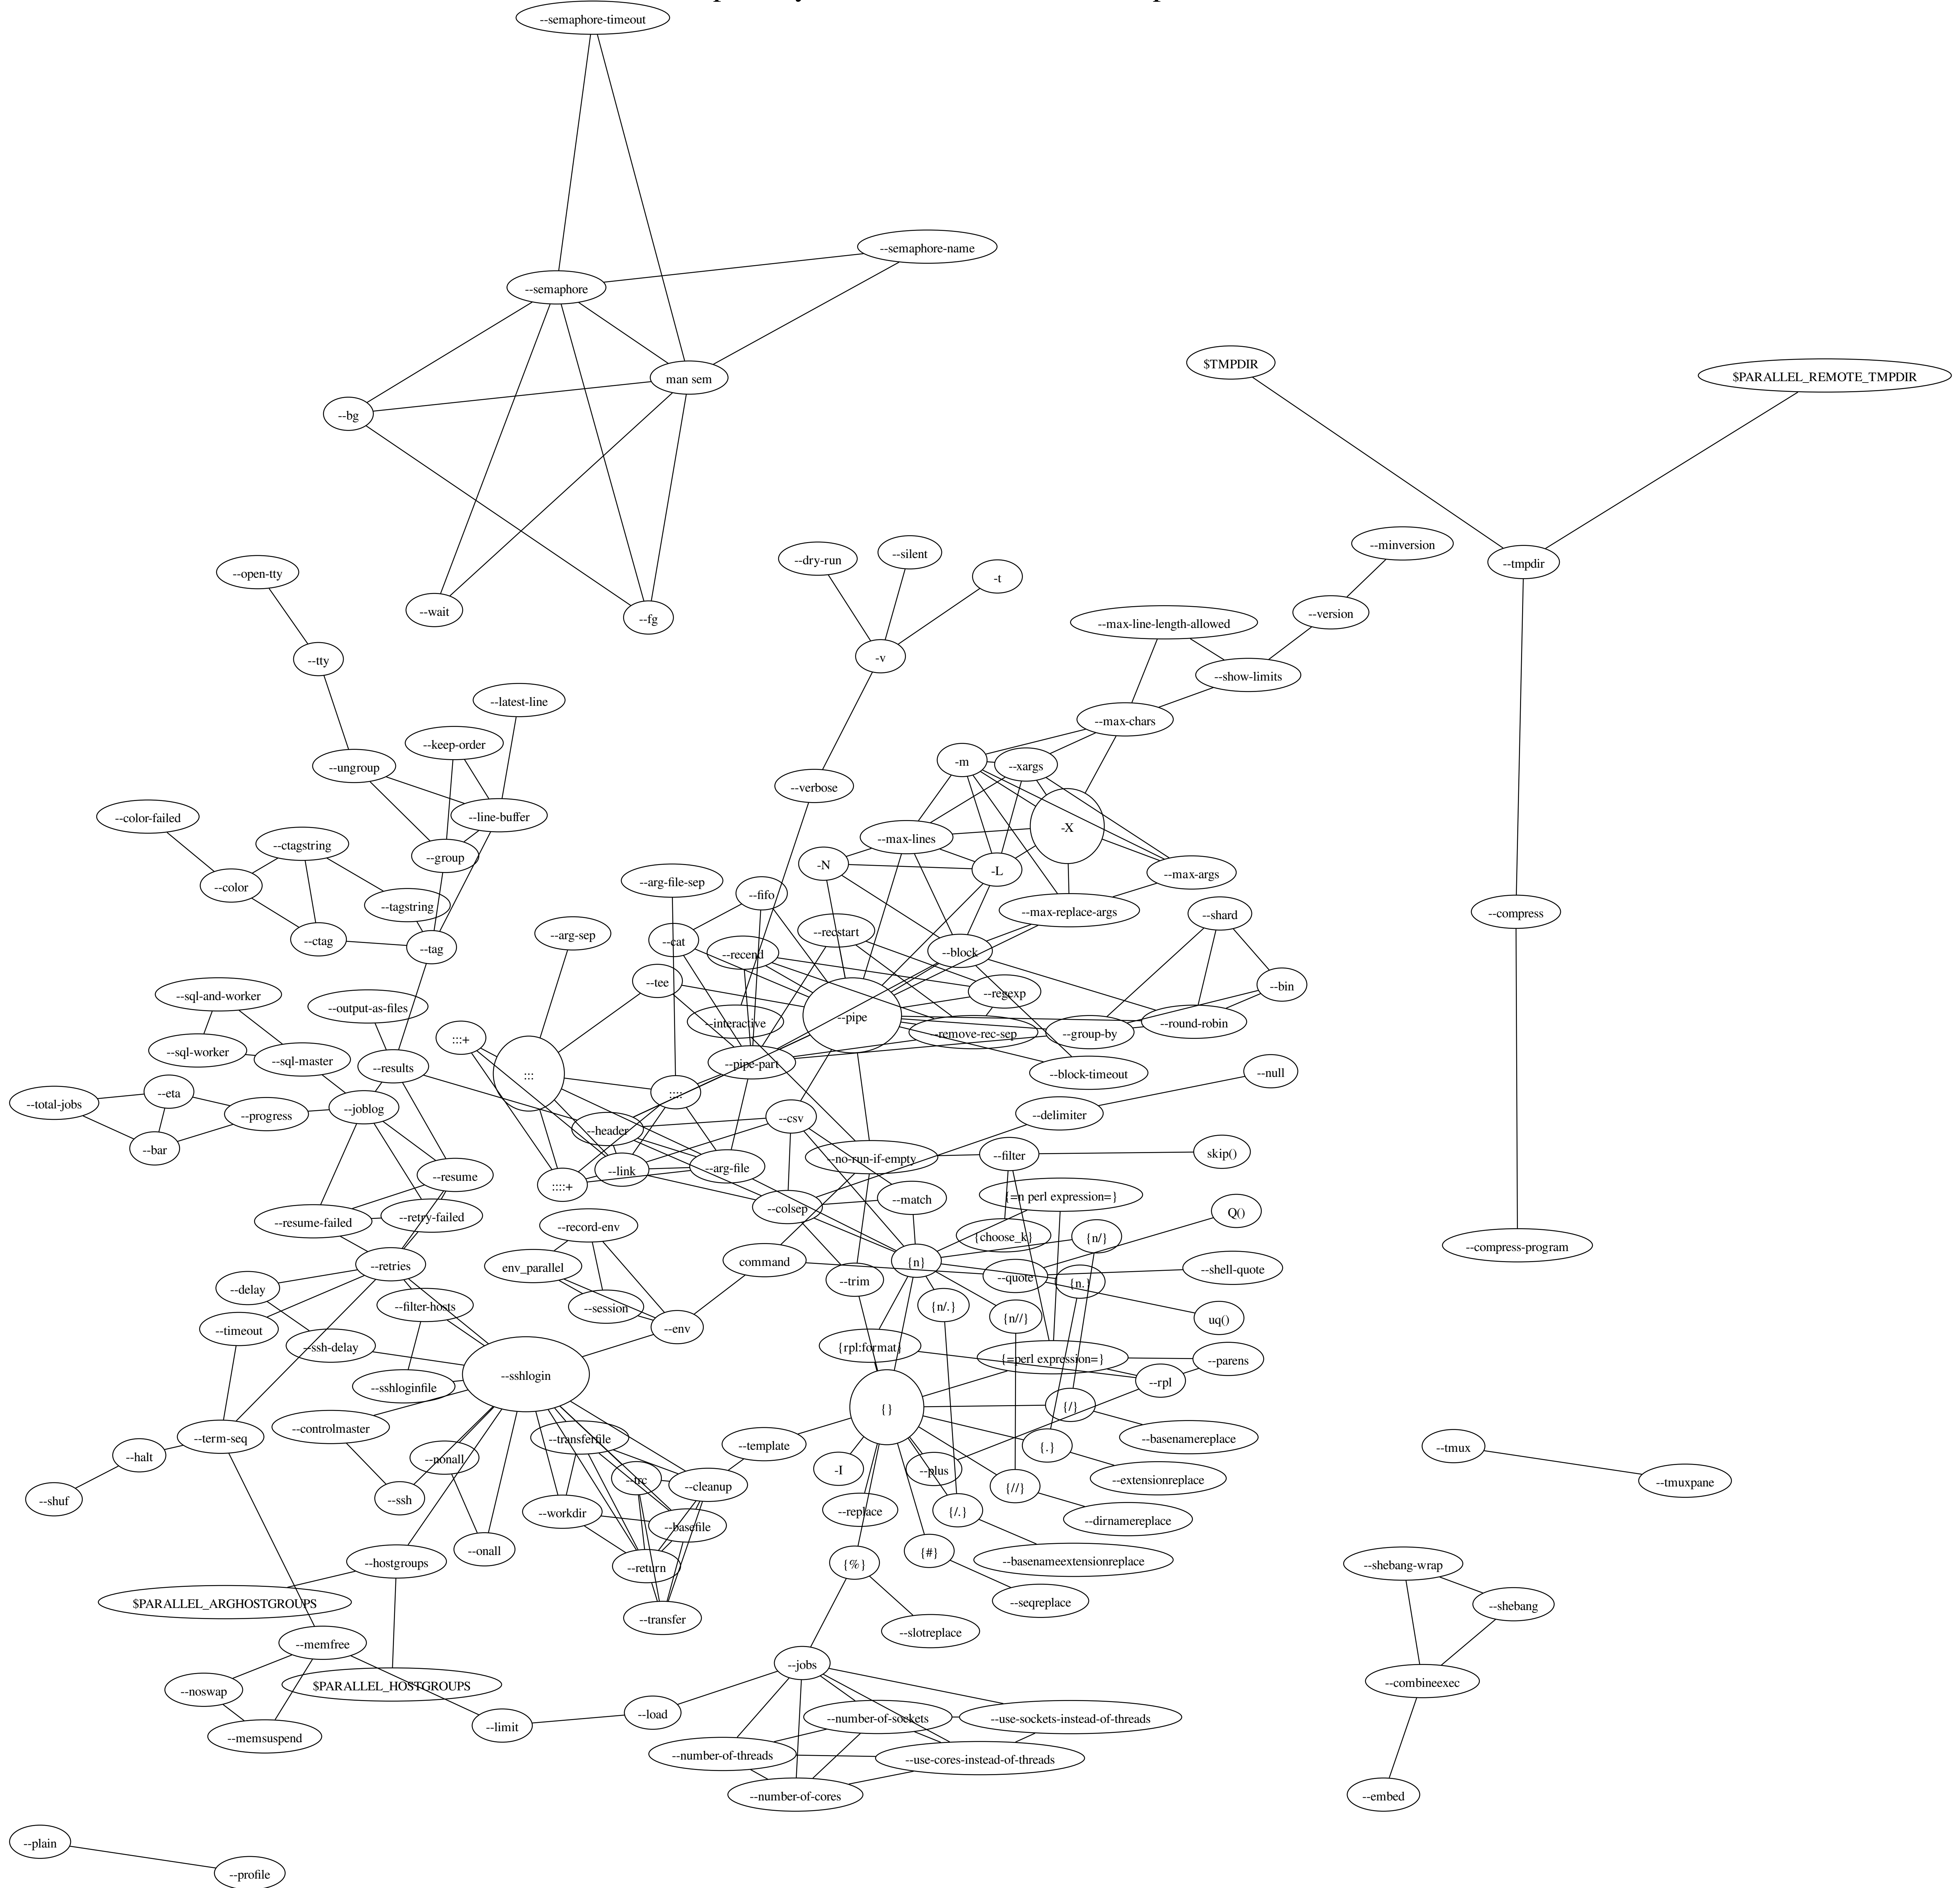 --semaphore-timeout
--semaphore-name
--semaphore
man sem
$TMPDIR
$PARALLEL_REMOTE_TMPDIR
--bg
--minversion
--dry-run
--silent
--tmpdir
--open-tty
-t
--wait
--version
--fg
--max-line-length-allowed
--tty
-v
--show-limits
--latest-line
--max-chars
--keep-order
--ungroup
-m
--xargs
--verbose
--color-failed
--line-buffer
-X
--ctagstring
--max-lines
--group
-N
-L
--max-args
--arg-file-sep
--color
--fifo
--tagstring
--max-replace-args
--shard
--compress
--recstart
--arg-sep
--ctag
--cat
--tag
--recend
--block
--tee
--bin
--sql-and-worker
--regexp
--output-as-files
--pipe
--interactive
--round-robin
--remove-rec-sep
--group-by
:::+
--sql-worker
--sql-master
--pipe-part
--results
:::
--block-timeout
--null
--eta
::::
--total-jobs
--joblog
--progress
--csv
--delimiter
--header
--bar
--no-run-if-empty
--filter
skip()
--arg-file
--link
--resume
::::+
{=n perl expression=}
--match
--colsep
Q()
--resume-failed
--retry-failed
--record-env
{choose_k}
{n/}
--compress-program
command
{n}
env_parallel
--retries
--shell-quote
--quote
--trim
{n.}
--delay
--filter-hosts
{n/.}
--session
{n//}
uq()
--timeout
--env
--ssh-delay
{rpl:format}
{=perl expression=}
--parens
--sshlogin
--rpl
--sshloginfile
{/}
{}
--controlmaster
--term-seq
--transferfile
--basenamereplace
--template
{.}
--tmux
--halt
--nonall
-I
--plus
--trc
--extensionreplace
--tmuxpane
--cleanup
{//}
--shuf
--ssh
--replace
{/.}
--workdir
--dirnamereplace
--basefile
--onall
{#}
--hostgroups
{%}
--basenameextensionreplace
--shebang-wrap
--return
--seqreplace
$PARALLEL_ARGHOSTGROUPS
--shebang
--transfer
--slotreplace
--memfree
--jobs
--combineexec
$PARALLEL_HOSTGROUPS
--noswap
--load
--number-of-sockets
--use-sockets-instead-of-threads
--limit
--memsuspend
--number-of-threads
--use-cores-instead-of-threads
--number-of-cores
--embed
--plain
--profile